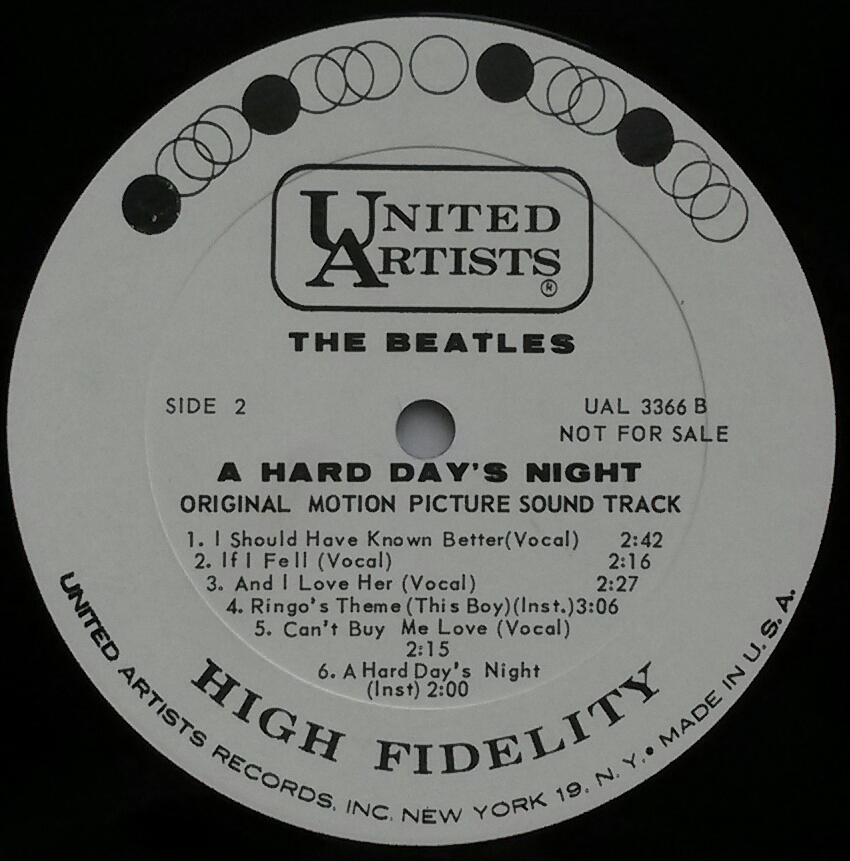 UNITED
ARTISTS
®
THE BEATLES
SIDE 2
UAL 3366 B
NOT FOR SALE
A HARD DAY'S NIGHT
ORIGINAL MOTION PICTURE SOUND TRACK
1. I Should Have Known Better(Vocal) 2:42
2. If I Fell (Vocal) 2:16
3. And I Love Her (Vocal) 2:27
4. Ringo's Theme (This Boy)(Inst.)3:06
5. Can't Buy Me Love (Vocal)
2:15
6. A Hard Day's Night
(Inst) 2:00
HIGH FIDELITY
UNITED ARTISTS RECORDS, INC. NEW YORK 19, N. Y. • MADE IN U. S. A.